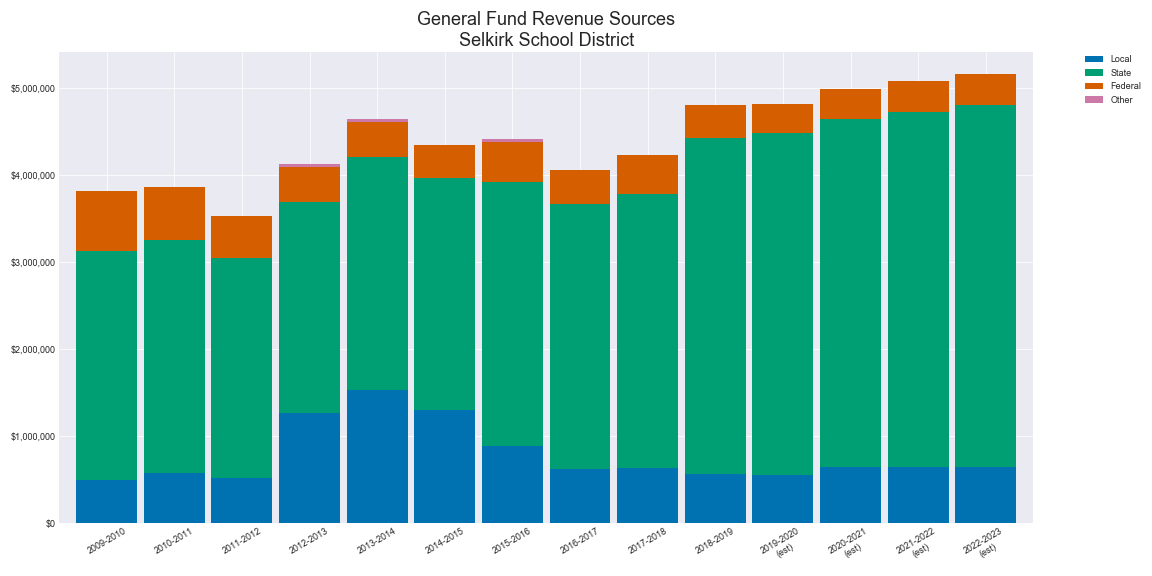 General Fund Revenue Sources
Selkirk School District
Local
State
Federal
Other
$5,000,000
$4,000,000
$3,000,000
$2,000,000
$1,000,000
$0
2009-2010
2010-2011
2011-2012
2012-2013
2013-2014
2014-2015
2015-2016
2016-2017
2017-2018
2018-2019
2019-2020
(est)
2020-2021
(est)
2021-2022
(est)
2022-2023
(est)